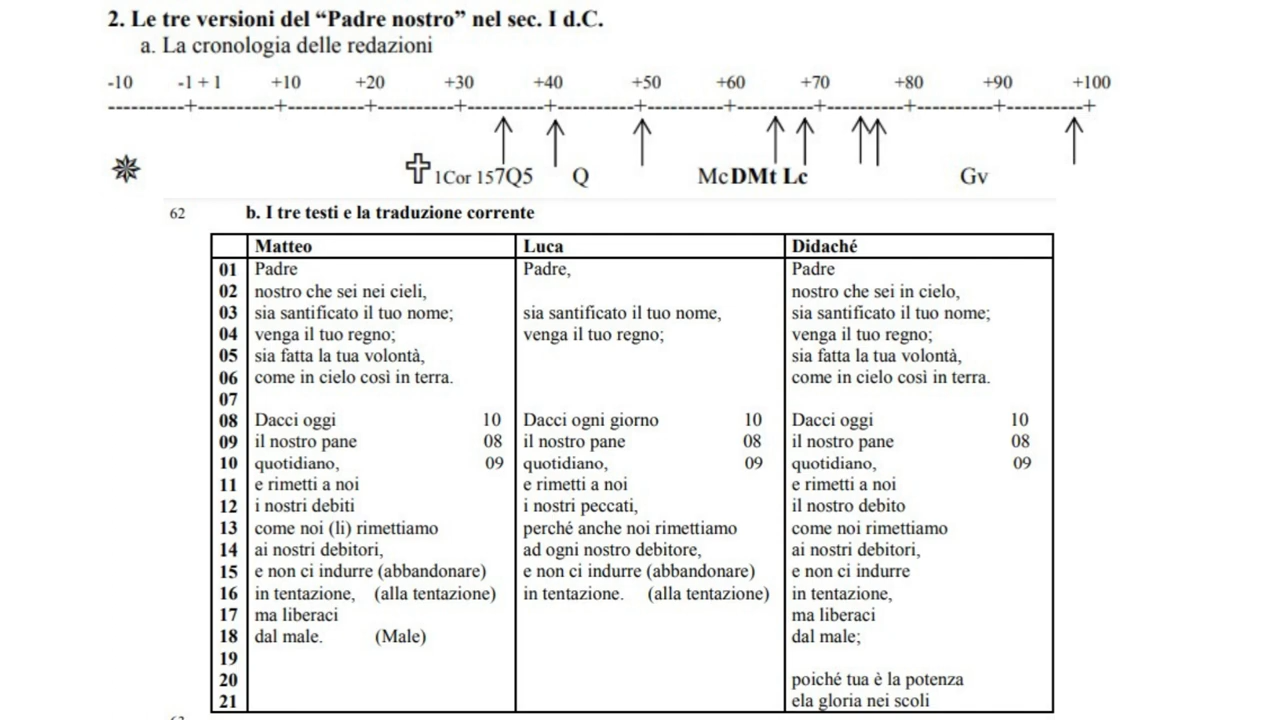 2. Le tre versioni del “Padre nostro” nel sec. I d.C.
a. La cronologia delle redazioni
-10 -1 + 1 +10 +20 +30 +40 +50 +60 +70 +80 +90 +100
----------+---------+---------+---------+---------+---------+---------+---------+---------+---------+---------+
1Cor 157Q5 Q McDMt Lc Gv
62 b. I tre testi e la traduzione corrente
Matteo Luca Didaché
01 Padre Padre, Padre
02 nostro che sei nei cieli, nostro che sei in cielo,
03 sia santificato il tuo nome; sia santificato il tuo nome, sia santificato il tuo nome;
04 venga il tuo regno; venga il tuo regno; venga il tuo regno;
05 sia fatta la tua volontà, sia fatta la tua volontà,
06 come in cielo così in terra. come in cielo così in terra.
07
08 Dacci oggi 10 Dacci ogni giorno 10 Dacci oggi 10
09 il nostro pane 08 il nostro pane 08 il nostro pane 08
10 quotidiano, 09 quotidiano, 09 quotidiano, 09
11 e rimetti a noi e rimetti a noi e rimetti a noi
12 i nostri debiti i nostri peccati, il nostro debito
13 come noi (li) rimettiamo perché anche noi rimettiamo come noi rimettiamo
14 ai nostri debitori, ad ogni nostro debitore, ai nostri debitori,
15 e non ci indurre (abbandonare) e non ci indurre (abbandonare) e non ci indurre
16 in tentazione, (alla tentazione) in tentazione. (alla tentazione) in tentazione,
17 ma liberaci ma liberaci
18 dal male. (Male) dal male;
19
20 poiché tua è la potenza
21 ela gloria nei scoli